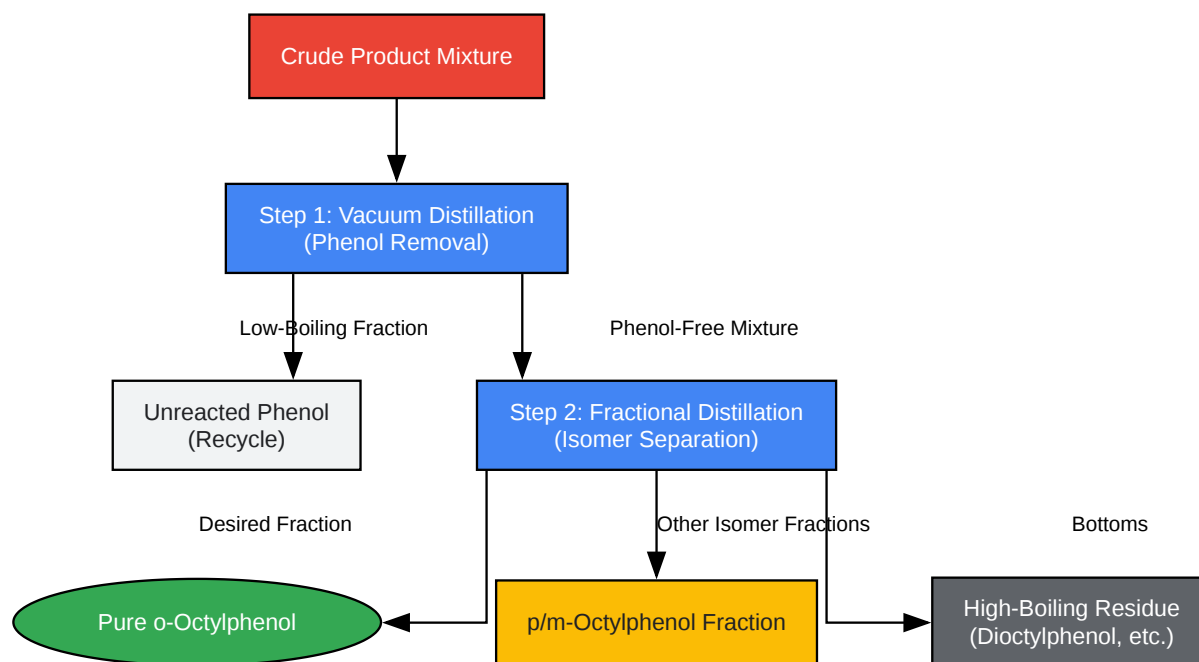 Crude Product Mixture
Step 1: Vacuum Distillation
(Phenol Removal)
Low-Boiling Fraction
Phenol-Free Mixture
Unreacted Phenol
(Recycle)
Step 2: Fractional Distillation
(Isomer Separation)
Desired Fraction
Other Isomer Fractions
Bottoms
Pure o-Octylphenol
p/m-Octylphenol Fraction
High-Boiling Residue
(Dioctylphenol, etc.)